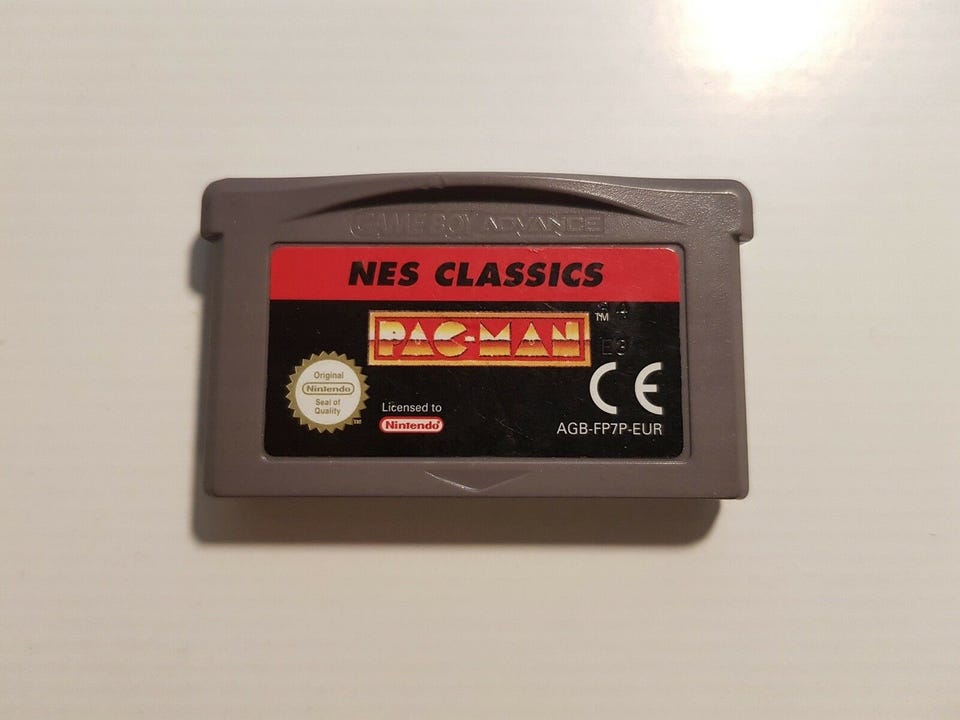 GAME BOY ADVANCE
NES CLASSICS
PAC-MAN TM
Original
Nintendo
Seal of
Quality
TM
Licensed to
Nintendo
CE
AGB-FP7P-EUR